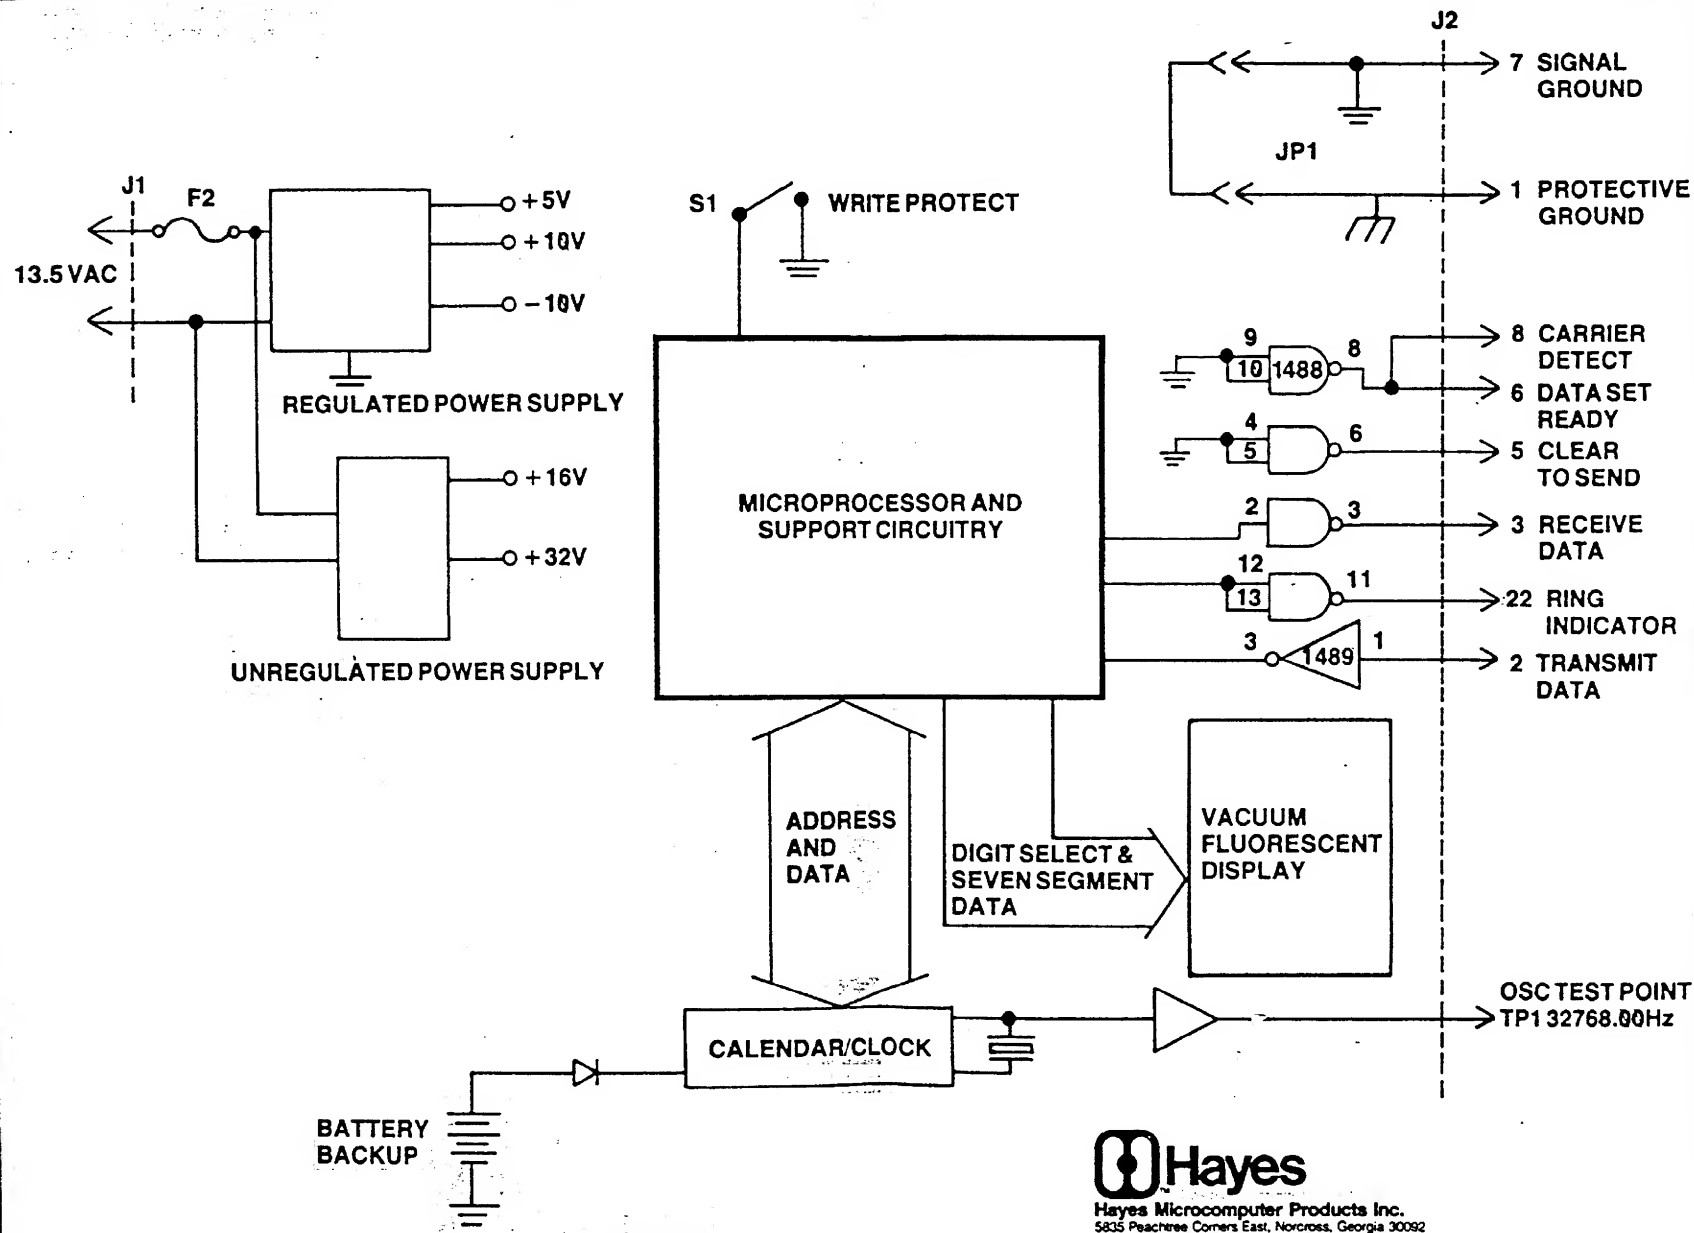 J2
7 SIGNAL
GROUND
JP1
1 PROTECTIVE
GROUND
J1
F2
13.5 VAC
+5V
+10V
-10V
REGULATED POWER SUPPLY
+16V
+32V
UNREGULATED POWER SUPPLY
S1
WRITE PROTECT
MICROPROCESSOR AND
SUPPORT CIRCUITRY
9
10
1488
8
8 CARRIER
DETECT
6 DATA SET
READY
4
5
6
5 CLEAR
TO SEND
2
3
3 RECEIVE
DATA
12
13
11
22 RING
INDICATOR
3
1489
1
2 TRANSMIT
DATA
ADDRESS
AND
DATA
DIGIT SELECT &
SEVEN SEGMENT
DATA
VACUUM
FLUORESCENT
DISPLAY
OSC TEST POINT
TP1 32768.00Hz
CALENDAR/CLOCK
BATTERY
BACKUP
Hayes
TM
Hayes Microcomputer Products Inc.
5835 Peachtree Corners East, Norcross, Georgia 30092